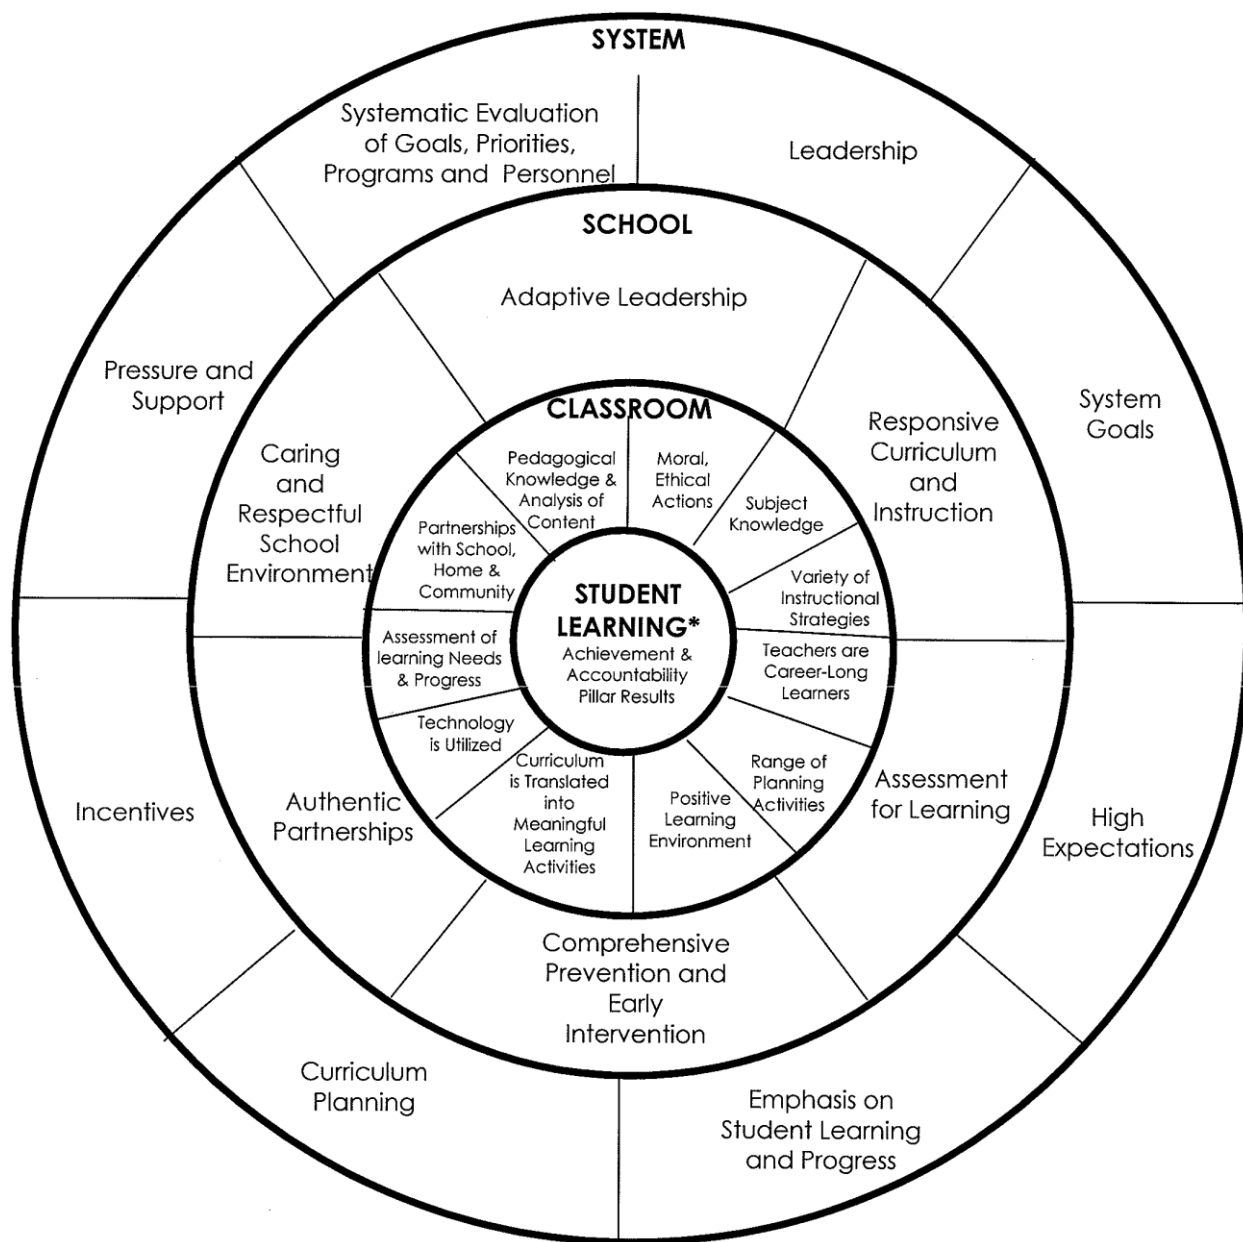 SYSTEM
Systematic Evaluation
of Goals, Priorities,
Programs and Personnel
Leadership
System
Goals
High
Expectations
Emphasis on
Student Learning
and Progress
Curriculum
Planning
Incentives
Pressure and
Support
SCHOOL
Adaptive Leadership
Responsive
Curriculum
and
Instruction
Assessment
for Learning
Comprehensive
Prevention and
Early
Intervention
Authentic
Partnerships
Caring
and
Respectful
School
Environment
CLASSROOM
Pedagogical
Knowledge &
Analysis of
Content
Moral,
Ethical
Actions
Subject
Knowledge
Variety of
Instructional
Strategies
Teachers are
Career-Long
Learners
Range of
Planning
Activities
Positive
Learning
Environment
Curriculum
is Translated
into
Meaningful
Learning
Activities
Technology
is Utilized
Assessment of
learning Needs
& Progress
Partnerships
with School,
Home &
Community
STUDENT
LEARNING*
Achievement &
Accountability
Pillar Results